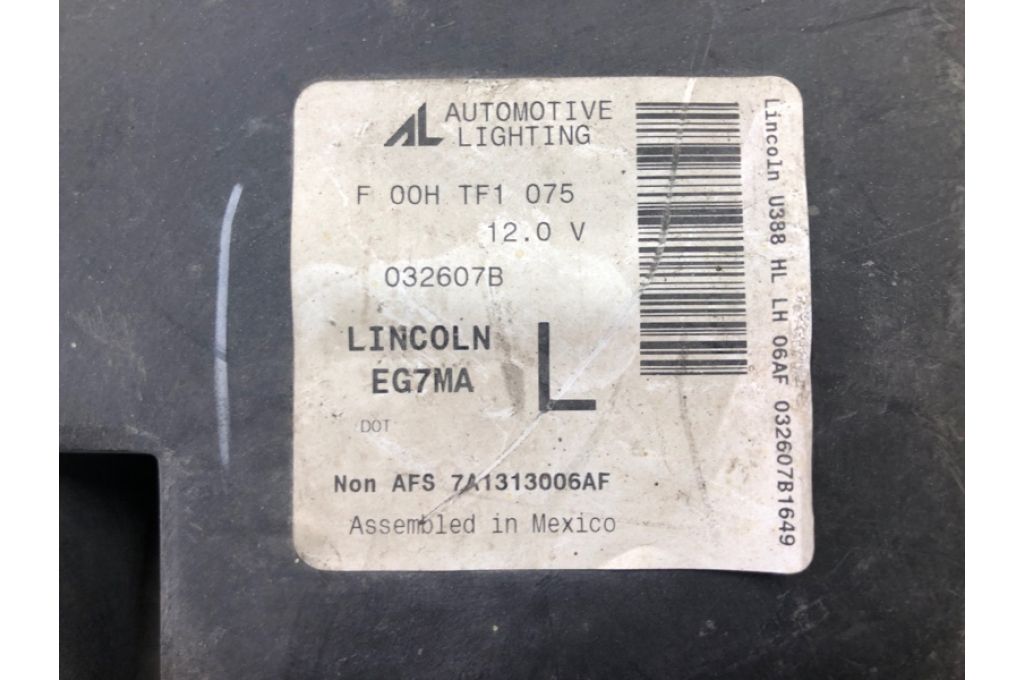 AL AUTOMOTIVE
LIGHTING
F 00H TF1 075
12.0 V
032607B
LINCOLN
EG7MA
L
DOT
Non AFS 7A1313006AF
Assembled in Mexico
Lincoln U388 HL LH 06AF 032607B1649